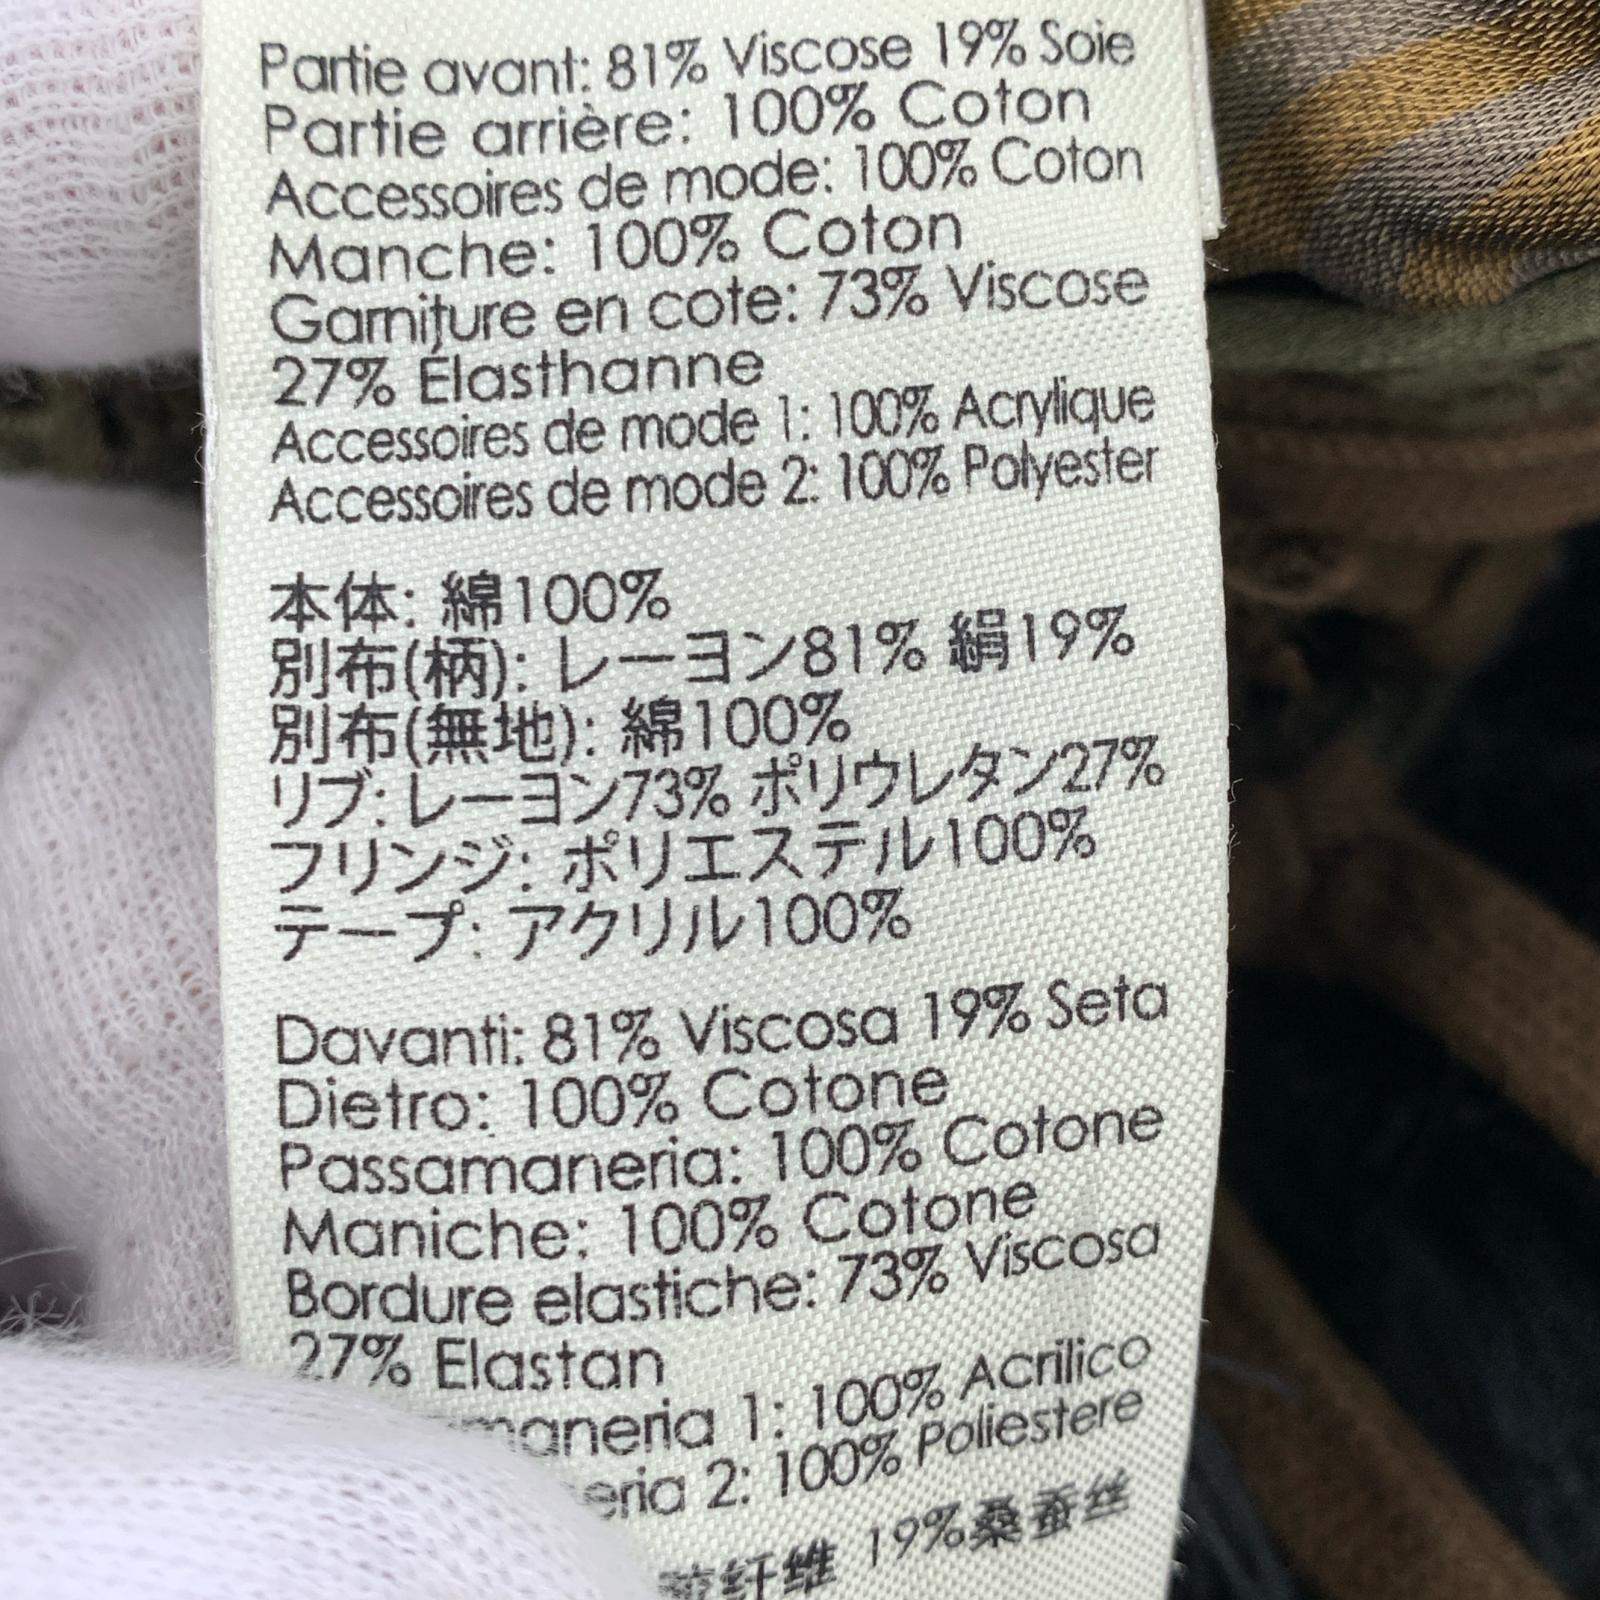 Partie avant: 81% Viscose 19% Soie
Partie arrière: 100% Coton
Accessoires de mode: 100% Coton
Manche: 100% Coton
Garniture en cote: 73% Viscose
27% Élasthanne
Accessoires de mode 1: 100% Acrylique
Accessoires de mode 2: 100% Polyester
本体: 綿100%
別布(柄): レーヨン81% 絹19%
別布(無地): 綿100%
リブ: レーヨン73% ポリウレタン27%
フリンジ: ポリエステル100%
テープ: アクリル100%
Davanti: 81% Viscosa 19% Seta
Dietro: 100% Cotone
Passamaneria: 100% Cotone
Maniche: 100% Cotone
Bordure elastiche: 73% Viscosa
27% Elastan
maneria 1: 100% Acrilico
eria 2: 100% Poliestere
纤维 19%桑蚕丝